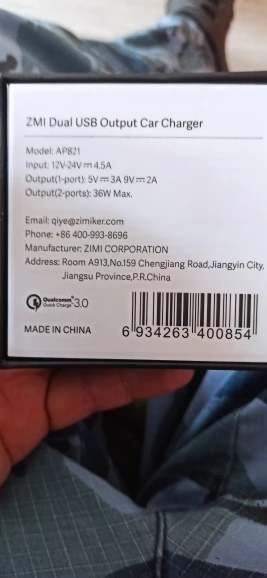 ZMI Dual USB Output Car Charger
Model: AP821
Input: 12V-24V⎓4.5A
Output(1-port): 5V⎓3A 9V⎓2A
Output(2-ports): 36W Max.
Email: qiye@zimiker.com
Phone: +86 400-993-8696
Manufacturer: ZIMI CORPORATION
Address: Room A913,No.159 Chengjiang Road,Jiangyin City,
Jiangsu Province,P.R.China
Qualcomm®
Quick Charge™ 3.0
MADE IN CHINA
6 934263 400854